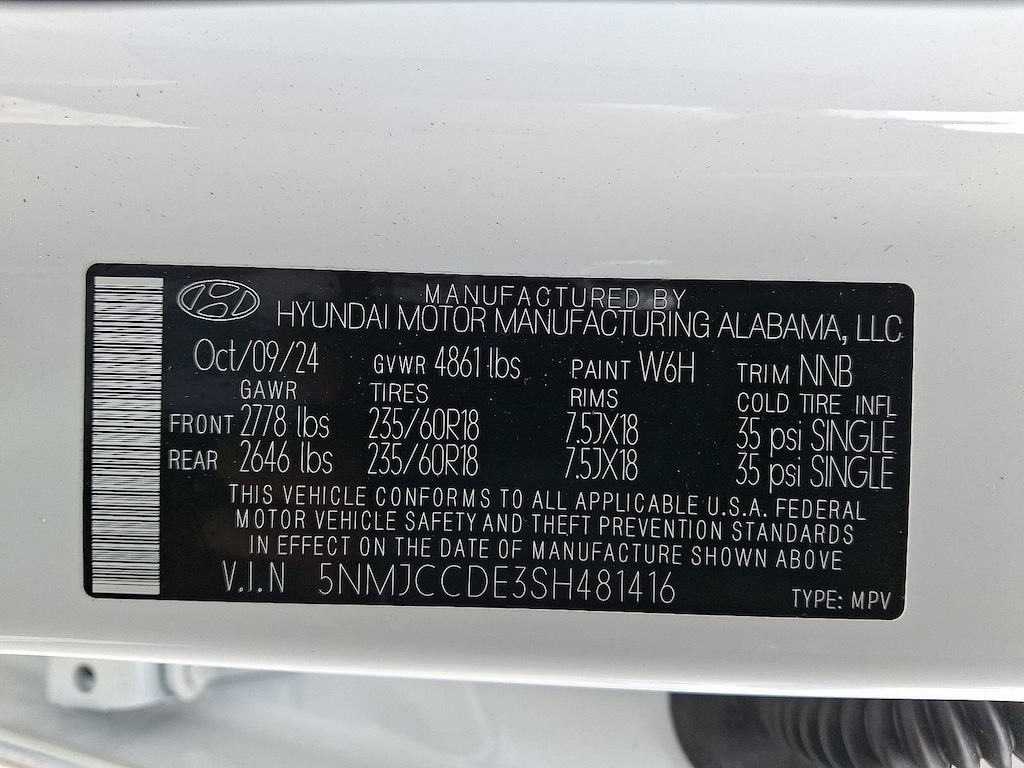 MANUFACTURED BY
HYUNDAI MOTOR MANUFACTURING ALABAMA, LLC
Oct/09/24 GVWR 4861 lbs PAINT W6H TRIM NNB
GAWR TIRES RIMS COLD TIRE INFL
FRONT 2778 lbs 235/60R18 7.5JX18 35 psi SINGLE
REAR 2646 lbs 235/60R18 7.5JX18 35 psi SINGLE
THIS VEHICLE CONFORMS TO ALL APPLICABLE U.S.A. FEDERAL
MOTOR VEHICLE SAFETY AND THEFT PREVENTION STANDARDS
IN EFFECT ON THE DATE OF MANUFACTURE SHOWN ABOVE
V.I.N 5NMJCCDE3SH481416 TYPE: MPV